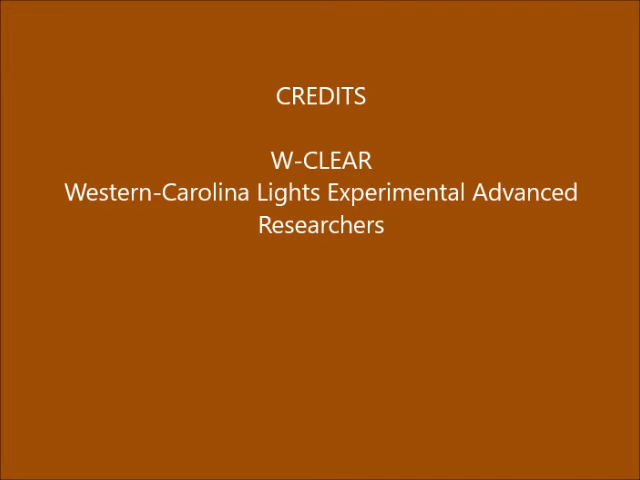 CREDITS
W-CLEAR
Western-Carolina Lights Experimental Advanced
Researchers